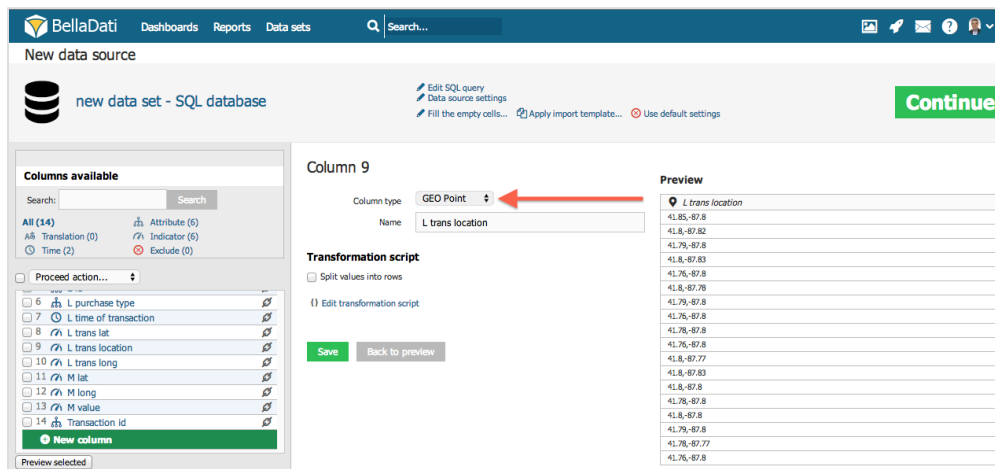 BellaDati Dashboards Reports Data sets Search...
New data source
new data set - SQL database
Edit SQL query
Data source settings
Fill the empty cells... Apply import template... Use default settings
Continue
Columns available
Search: Search
All (14) Attribute (6)
Translation (0) Indicator (6)
Time (2) Exclude (0)
Proceed action...
6 L purchase type
7 L time of transaction
8 L trans lat
9 L trans location
10 L trans long
11 M lat
12 M long
13 M value
14 Transaction id
New column
Preview selected
Column 9
Column type GEO Point
Name L trans location
Transformation script
Split values into rows
{} Edit transformation script
Save Back to preview
Preview
L trans location
41.85,-87.8
41.8,-87.82
41.79,-87.8
41.8,-87.83
41.76,-87.8
41.8,-87.78
41.79,-87.8
41.76,-87.8
41.78,-87.8
41.76,-87.8
41.8,-87.77
41.8,-87.83
41.8,-87.8
41.78,-87.8
41.8,-87.8
41.79,-87.8
41.78,-87.77
41.76,-87.8